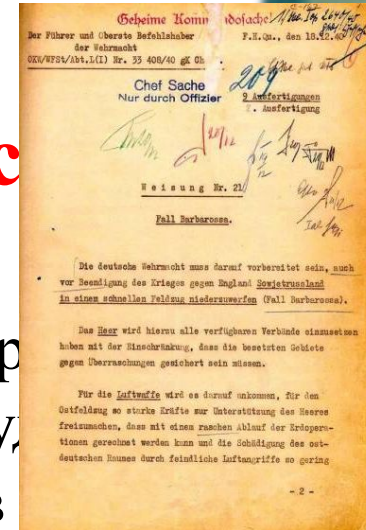 Geheime Kommandosache
Der Führer und Oberste Befehlshaber
der Wehrmacht
F.H.Qu., den 18.12.40
OKW/WFSt/Abt.L(I) Nr. 33 408/40 gK Ch
Chef Sache
Nur durch Offizier
209
9 Ausfertigungen
. Ausfertigung
Weisung Nr. 21
Fall Barbarossa.
с
Die deutsche Wehrmacht muss darauf vorbereitet sein, auch
vor Beendigung des Krieges gegen England Sowjetrussland
in einem schnellen Feldzug niederzuwerfen (Fall Barbarossa).
Das Heer wird hierzu alle verfügbaren Verbände einzusetzen
haben mit der Einschränkung, dass die besetzten Gebiete
gegen Überraschungen gesichert sein müssen.
р
Für die Luftwaffe wird es darauf ankommen, für den
Ostfeldzug so starke Kräfte zur Unterstützung des Heeres
freizumachen, dass mit einem raschen Ablauf der Erdopera-
tionen gerechnet werden kann und die Schädigung des ost-
deutschen Raumes durch feindliche Luftangriffe so gering
в
- 2 -